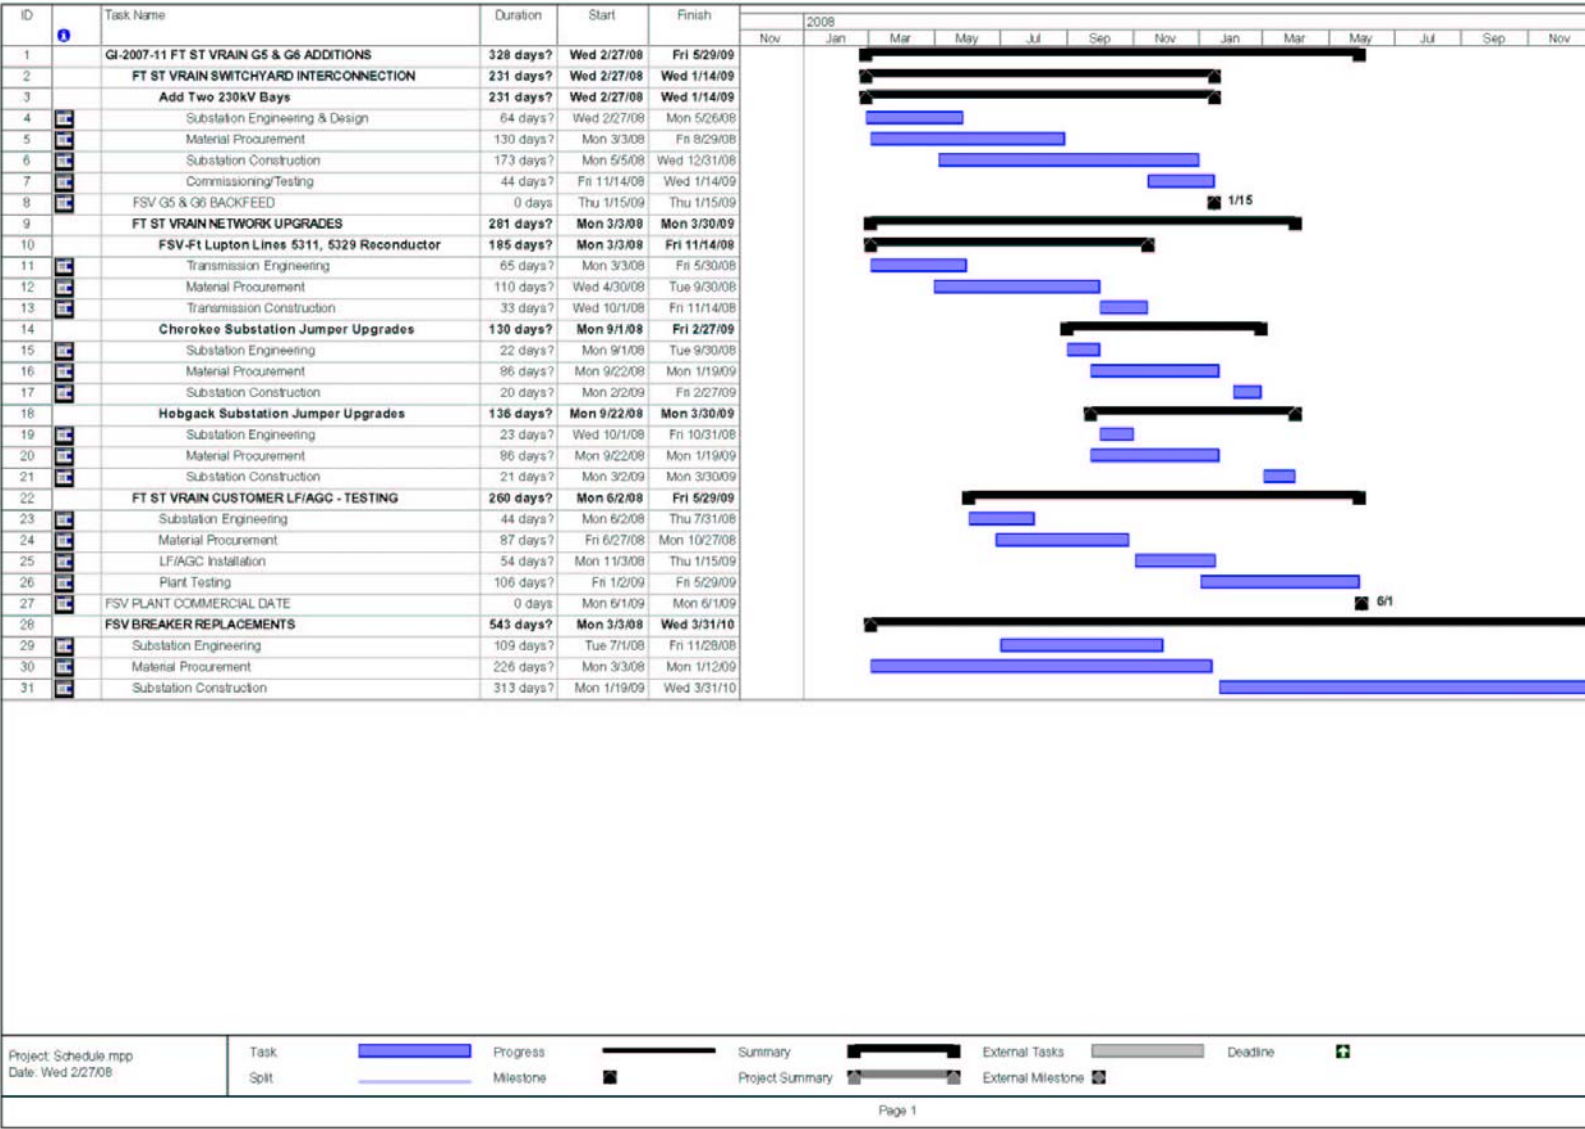 ID Task Name Duration Start Finish
2008
Nov Jan Mar May Jul Sep Nov Jan Mar May Jul Sep Nov
1 GI-2007-11 FT ST VRAIN G5 & G6 ADDITIONS 328 days? Wed 2/27/08 Fri 5/29/09
2 FT ST VRAIN SWITCHYARD INTERCONNECTION 231 days? Wed 2/27/08 Wed 1/14/09
3 Add Two 230kV Bays 231 days? Wed 2/27/08 Wed 1/14/09
4 Substation Engineering & Design 64 days? Wed 2/27/08 Mon 5/26/08
5 Material Procurement 130 days? Mon 3/3/08 Fri 8/29/08
6 Substation Construction 173 days? Mon 5/5/08 Wed 12/31/08
7 Commissioning/Testing 44 days? Fri 11/14/08 Wed 1/14/09
8 FSV G5 & G6 BACKFEED 0 days Thu 1/15/09 Thu 1/15/09 1/15
9 FT ST VRAIN NETWORK UPGRADES 281 days? Mon 3/3/08 Mon 3/30/09
10 FSV-Ft Lupton Lines 5311, 5329 Reconductor 185 days? Mon 3/3/08 Fri 11/14/08
11 Transmission Engineering 65 days? Mon 3/3/08 Fri 5/30/08
12 Material Procurement 110 days? Wed 4/30/08 Tue 9/30/08
13 Transmission Construction 33 days? Wed 10/1/08 Fri 11/14/08
14 Cherokee Substation Jumper Upgrades 130 days? Mon 9/1/08 Fri 2/27/09
15 Substation Engineering 22 days? Mon 9/1/08 Tue 9/30/08
16 Material Procurement 86 days? Mon 9/22/08 Mon 1/19/09
17 Substation Construction 20 days? Mon 2/2/09 Fri 2/27/09
18 Hobgack Substation Jumper Upgrades 136 days? Mon 9/22/08 Mon 3/30/09
19 Substation Engineering 23 days? Wed 10/1/08 Fri 10/31/08
20 Material Procurement 86 days? Mon 9/22/08 Mon 1/19/09
21 Substation Construction 21 days? Mon 3/2/09 Mon 3/30/09
22 FT ST VRAIN CUSTOMER LF/AGC - TESTING 260 days? Mon 6/2/08 Fri 5/29/09
23 Substation Engineering 44 days? Mon 6/2/08 Thu 7/31/08
24 Material Procurement 87 days? Fri 6/27/08 Mon 10/27/08
25 LF/AGC Installation 54 days? Mon 11/3/08 Thu 1/15/09
26 Plant Testing 106 days? Fri 1/2/09 Fri 5/29/09
27 FSV PLANT COMMERCIAL DATE 0 days Mon 6/1/09 Mon 6/1/09 6/1
28 FSV BREAKER REPLACEMENTS 543 days? Mon 3/3/08 Wed 3/31/10
29 Substation Engineering 109 days? Tue 7/1/08 Fri 11/28/08
30 Material Procurement 226 days? Mon 3/3/08 Mon 1/12/09
31 Substation Construction 313 days? Mon 1/19/09 Wed 3/31/10
Project: Schedule.mpp
Date: Wed 2/27/08
Task Progress Summary External Tasks Deadline
Split Milestone Project Summary External Milestone
Page 1